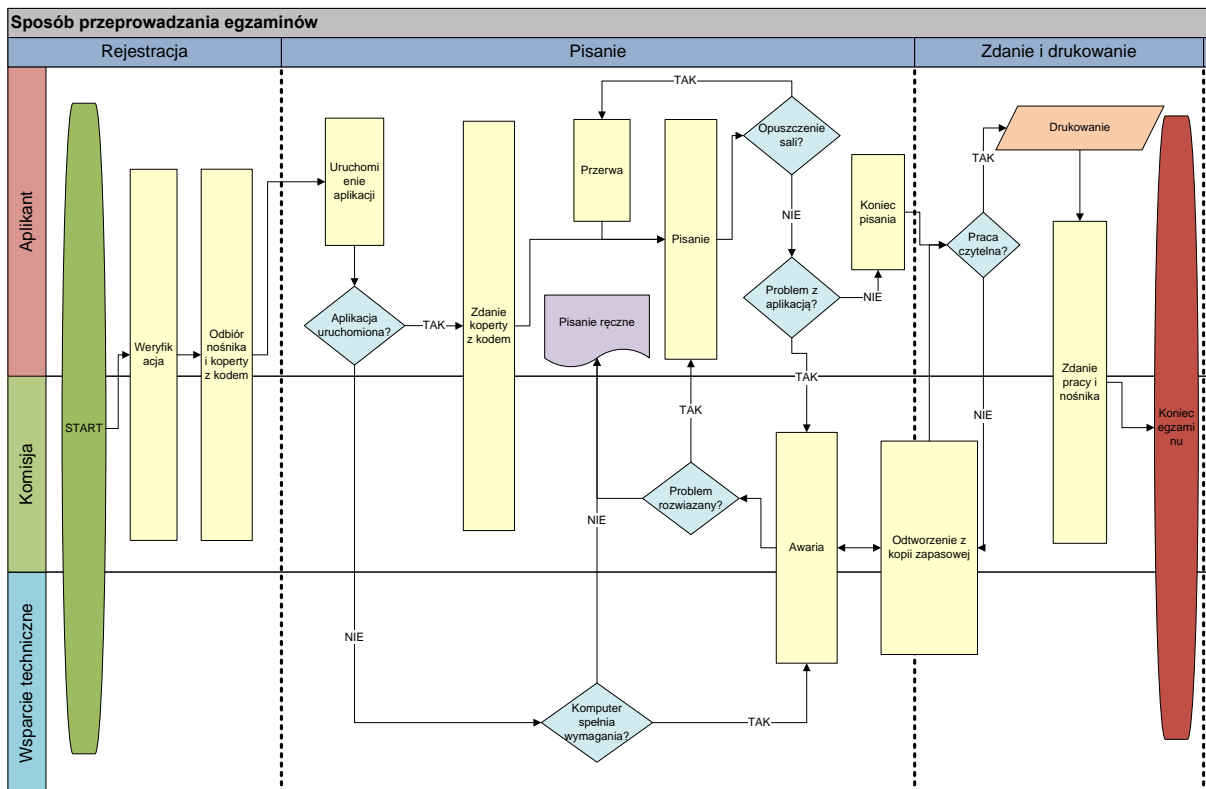 Sposób przeprowadzania egzaminów
Rejestracja
Pisanie
Zdanie i drukowanie
Aplikant
Komisja
Wsparcie techniczne
START
Weryfik
acja
Odbiór
nośnika
i koperty
z kodem
Uruchomi
enie
aplikacji
Aplikacja
uruchomiona?
TAK
NIE
Zdanie
koperty
z kodem
Przerwa
Pisanie ręczne
Pisanie
TAK
Opuszczenie
sali?
NIE
Problem z
aplikacją?
NIE
TAK
Koniec
pisania
Problem
rozwiazany?
TAK
NIE
Awaria
Komputer
spełnia
wymagania?
TAK
Odtworzenie z
kopii zapasowej
Praca
czytelna?
TAK
NIE
Drukowanie
Zdanie
pracy i
nośnika
Koniec
egzami
nu